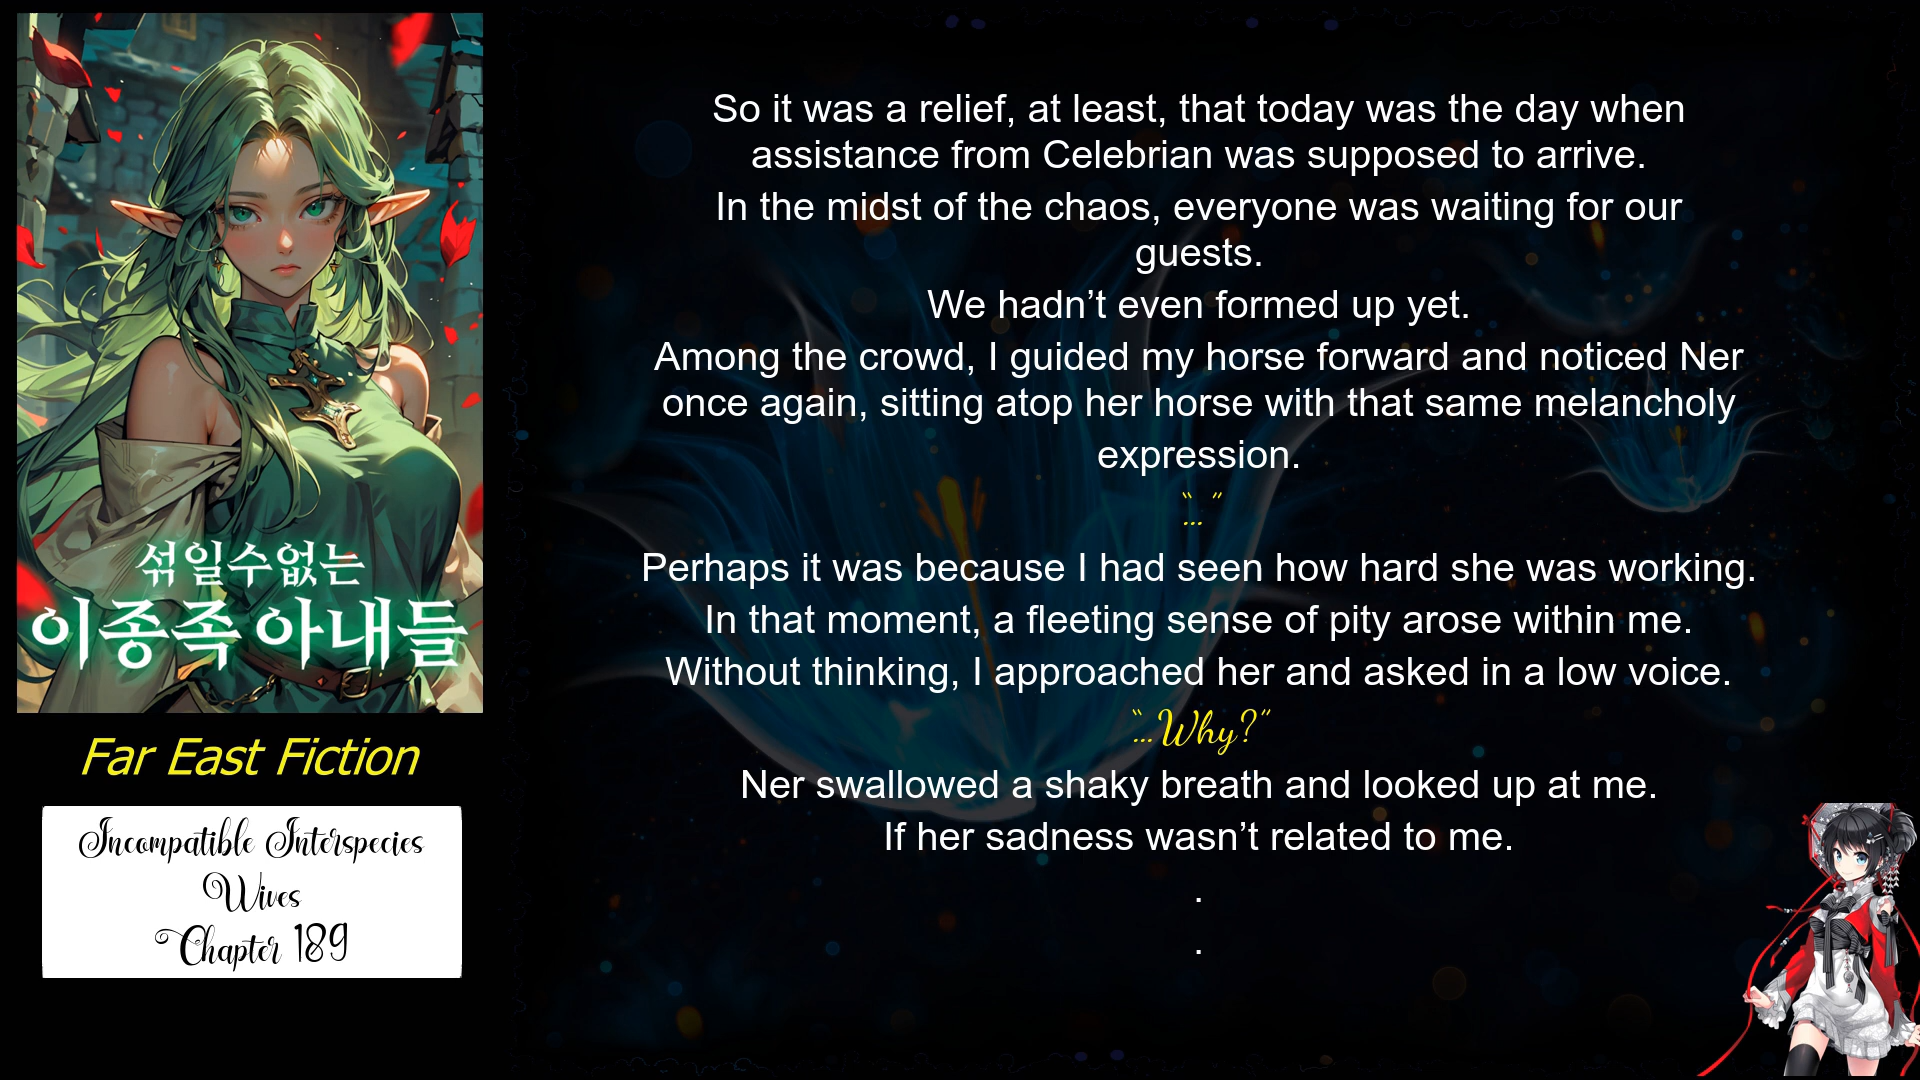 섞일수없는
이종족 아내들
Far East Fiction
Incompatible Interspecies
Wives
Chapter 189
So it was a relief, at least, that today was the day when
assistance from Celebrian was supposed to arrive.
In the midst of the chaos, everyone was waiting for our
guests.
We hadn’t even formed up yet.
Among the crowd, I guided my horse forward and noticed Ner
once again, sitting atop her horse with that same melancholy
expression.
“…”
Perhaps it was because I had seen how hard she was working.
In that moment, a fleeting sense of pity arose within me.
Without thinking, I approached her and asked in a low voice.
“…Why?”
Ner swallowed a shaky breath and looked up at me.
If her sadness wasn’t related to me.
.
.